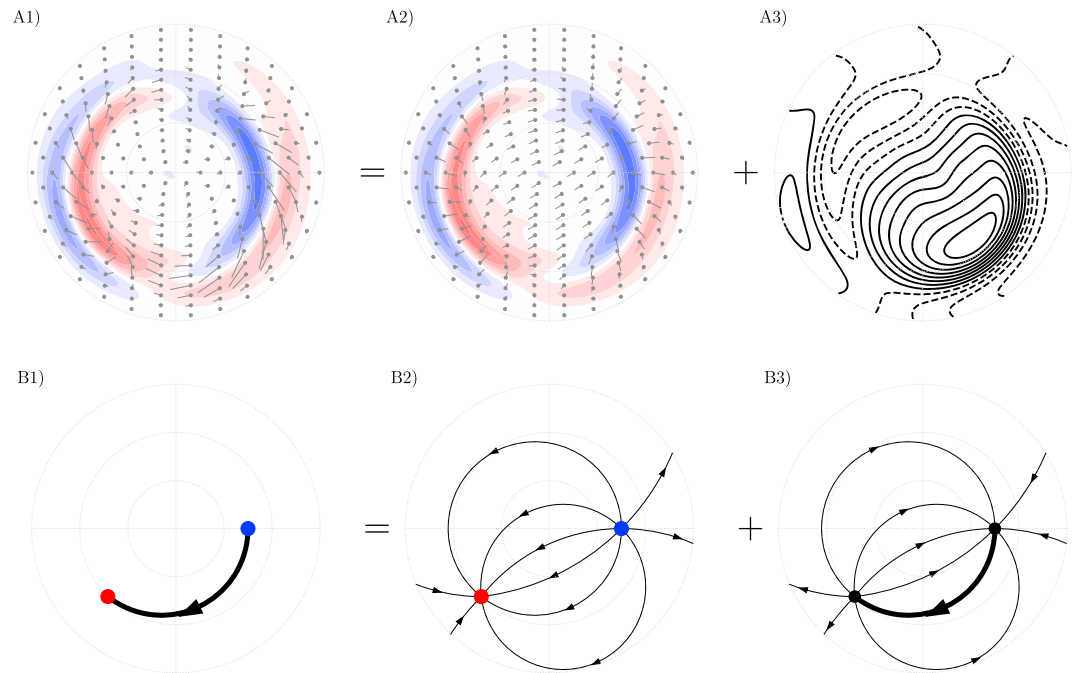 A1) A2) A3)
= +
B1) B2) B3)
= +